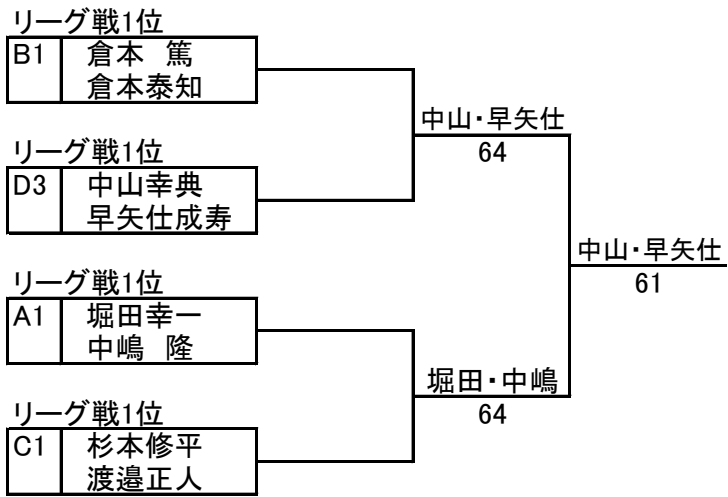 リーグ戦1位
B1 倉本 篤
倉本泰知
中山・早矢仕
64
リーグ戦1位
D3 中山幸典
早矢仕成寿
中山・早矢仕
61
リーグ戦1位
A1 堀田幸一
中嶋 隆
堀田・中嶋
64
リーグ戦1位
C1 杉本修平
渡邉正人